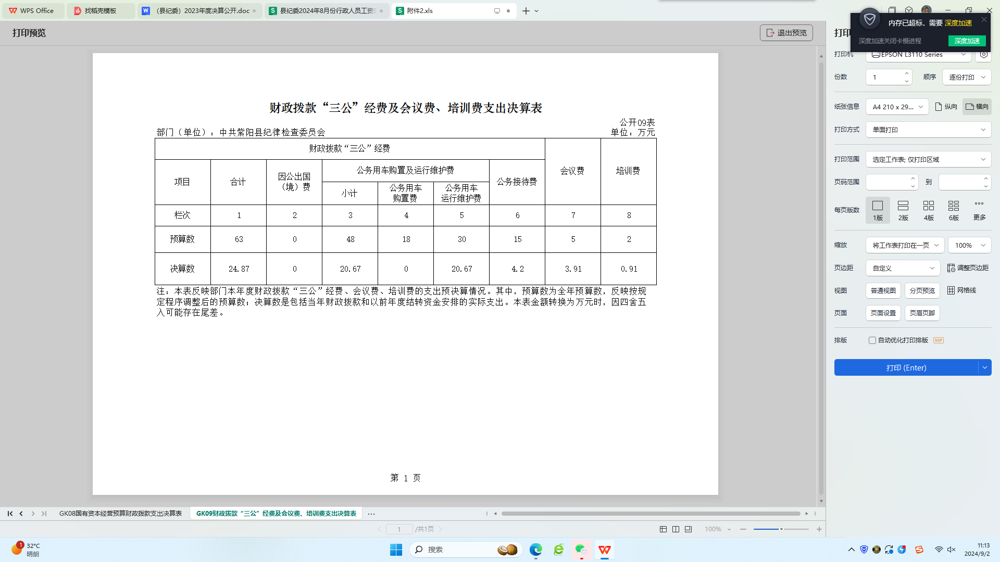 WPS Office
找稻壳模板
（县纪委）2023年度决算公开.doc
县纪委2024年8月份行政人员工资
附件2.xls
内存已超标，需要 深度加速
深度加速关闭卡慢进程
深度加速
打印预览
退出预览
财政拨款“三公”经费及会议费、培训费支出决算表
公开09表
部门（单位）：中共紫阳县纪律检查委员会
单位：万元
财政拨款“三公”经费
会议费
培训费
项目
合计
因公出国
（境）费
公务用车购置及运行维护费
公务接待费
小计
公务用车
购置费
公务用车
运行维护费
栏次 1 2 3 4 5 6 7 8
预算数 63 0 48 18 30 15 5 2
决算数 24.87 0 20.67 0 20.67 4.2 3.91 0.91
注：本表反映部门本年度财政拨款“三公”经费、会议费、培训费的支出预决算情况。其中，预算数为全年预算数，反映按规
定程序调整后的预算数；决算数是包括当年财政拨款和以前年度结转资金安排的实际支出。本表金额转换为万元时，因四舍五
入可能存在尾差。
第 1 页
打印机 EPSON L3110 Series
份数 1 顺序 逐份打印
纸张信息 A4 210 x 29... 纵向 横向
打印方式 单面打印
打印范围 选定工作表; 仅打印区域
页码范围 到
每页版数 1版 2版 4版 6版 更多
缩放 将工作表打印在一页 100%
页边距 自定义 调整页边距
视图 普通视图 分页预览 网格线
页面 页面设置 页眉页脚
排版 自动优化打印排版 VIP
打印 (Enter)
GK08国有资本经营预算财政拨款支出决算表
GK09财政拨款“三公”经费及会议费、培训费支出决算表
...
1 /共1页
100%
1
32°C
晴朗
搜索
11:13
2024/9/2